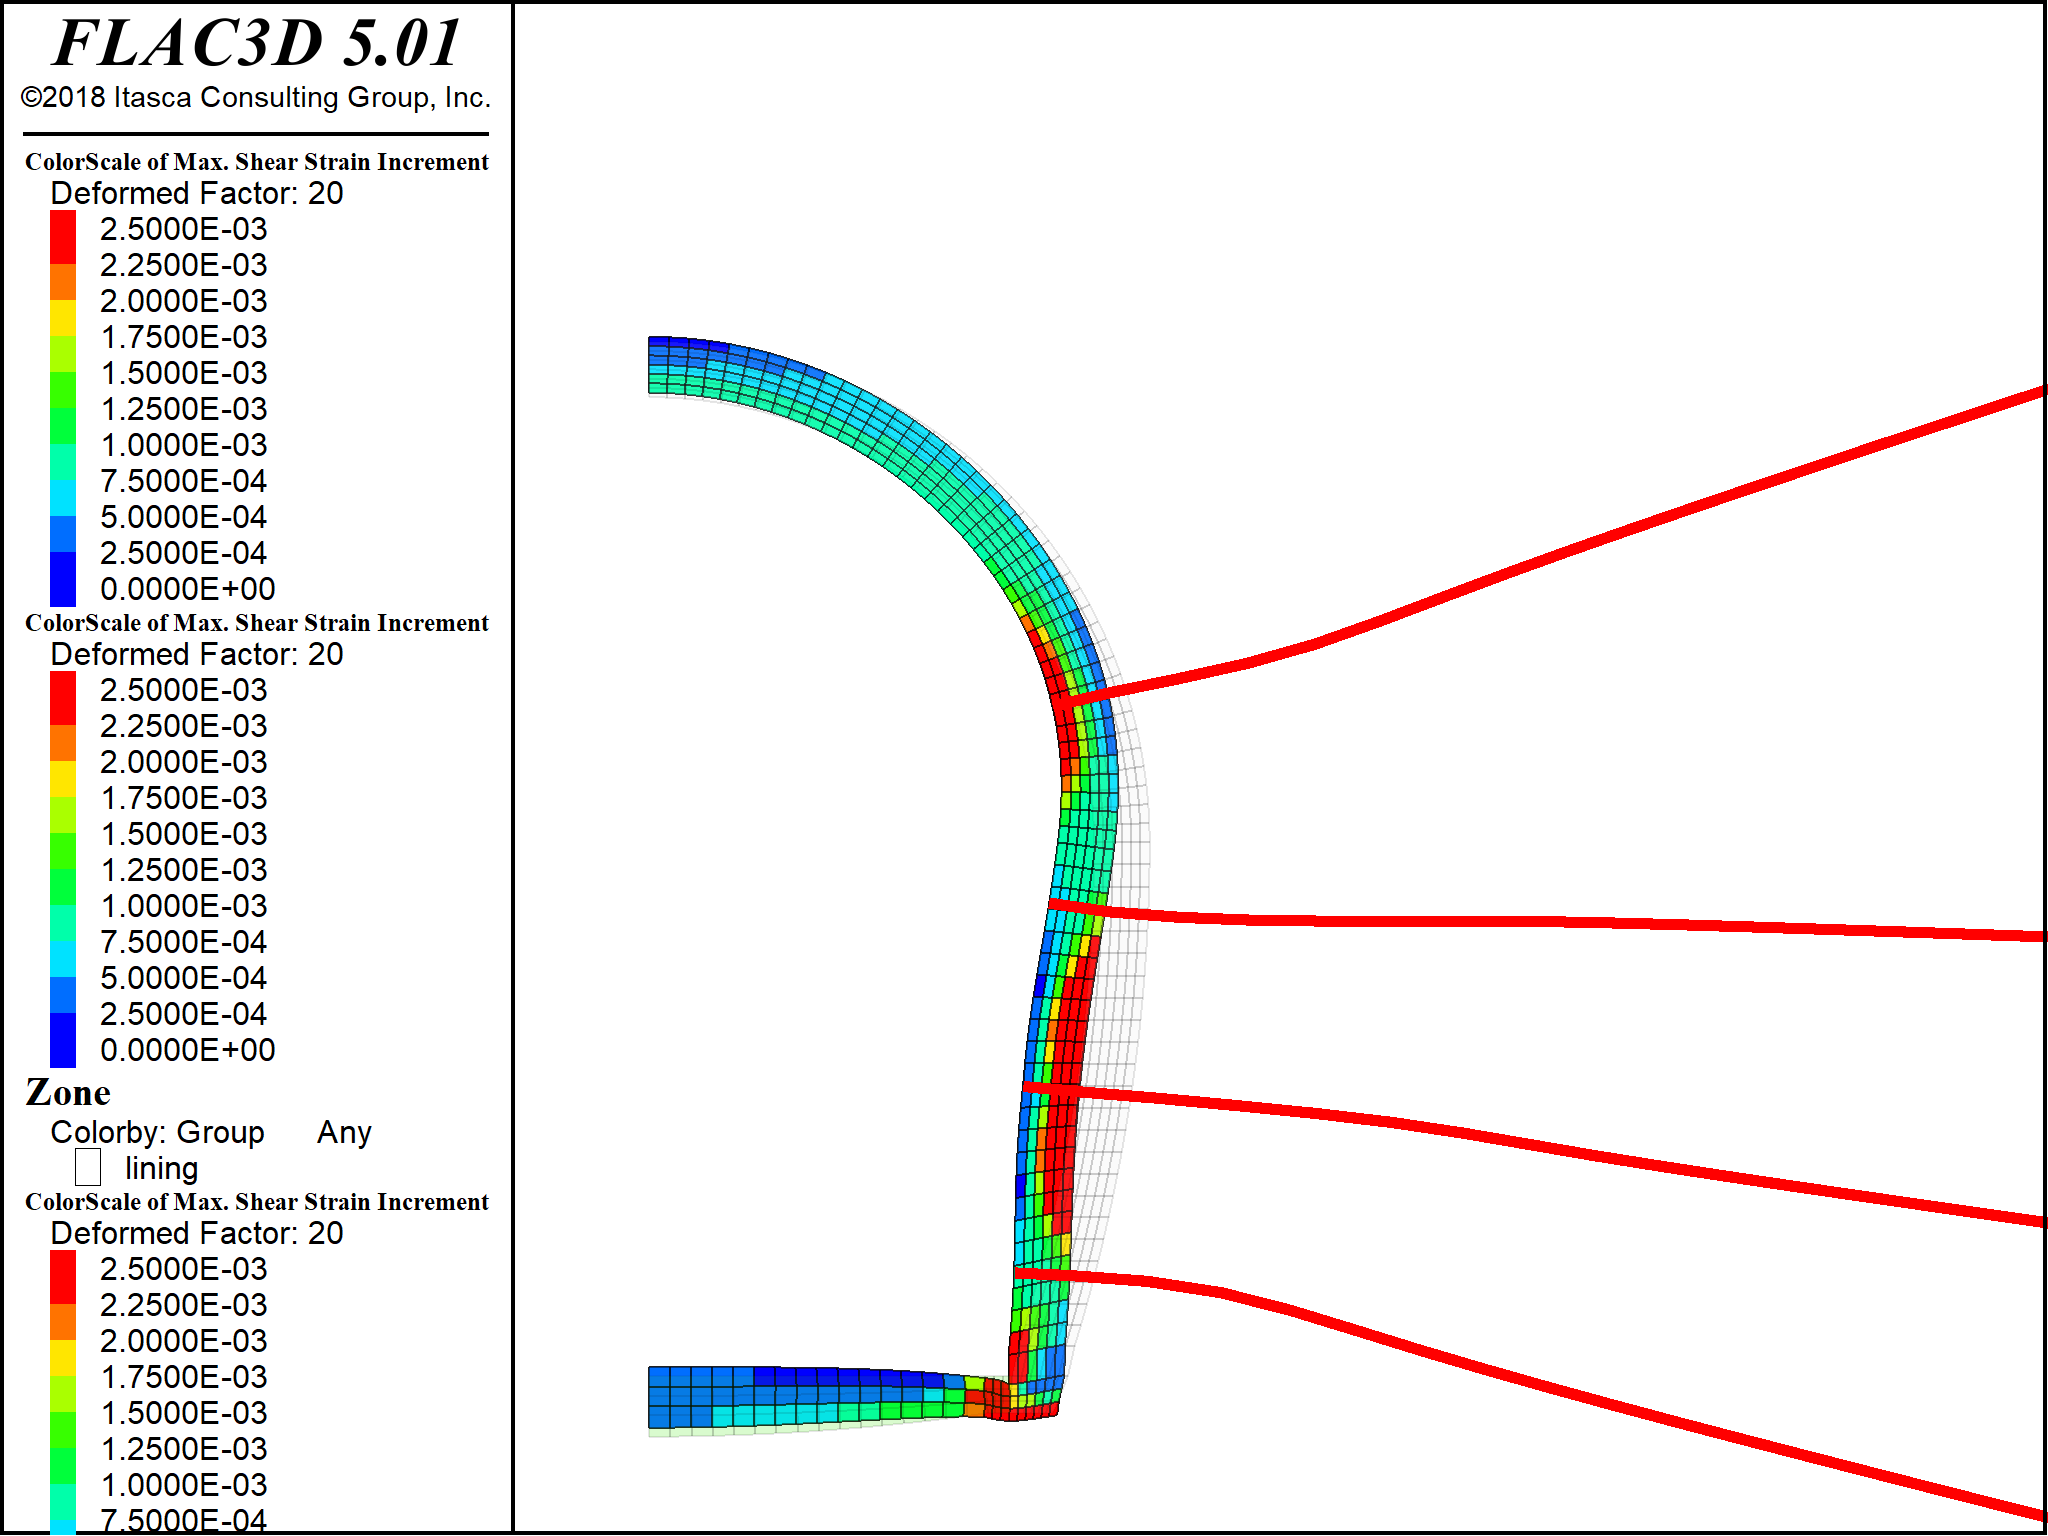 FLAC3D 5.01
©2018 Itasca Consulting Group, Inc.
ColorScale of Max. Shear Strain Increment
Deformed Factor: 20
2.5000E-03
2.2500E-03
2.0000E-03
1.7500E-03
1.5000E-03
1.2500E-03
1.0000E-03
7.5000E-04
5.0000E-04
2.5000E-04
0.0000E+00
ColorScale of Max. Shear Strain Increment
Deformed Factor: 20
2.5000E-03
2.2500E-03
2.0000E-03
1.7500E-03
1.5000E-03
1.2500E-03
1.0000E-03
7.5000E-04
5.0000E-04
2.5000E-04
0.0000E+00
Zone
Colorby: Group Any
lining
ColorScale of Max. Shear Strain Increment
Deformed Factor: 20
2.5000E-03
2.2500E-03
2.0000E-03
1.7500E-03
1.5000E-03
1.2500E-03
1.0000E-03
7.5000E-04